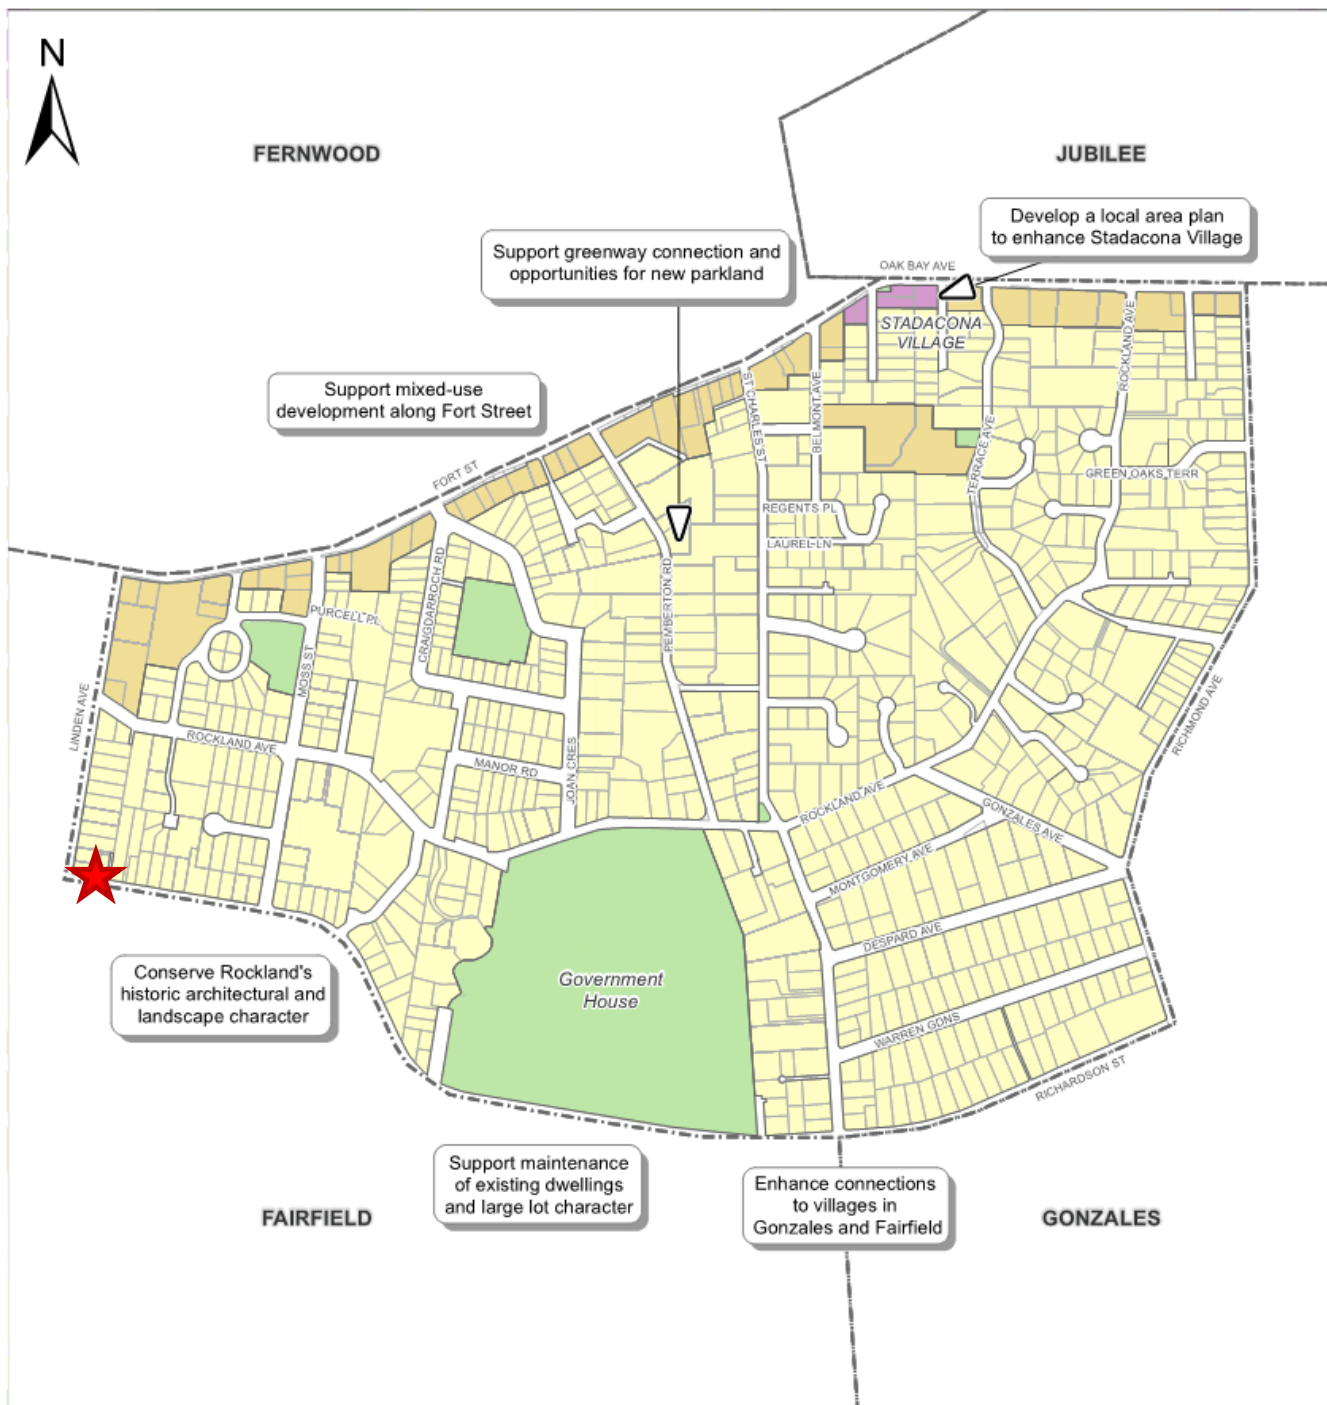 N
FERNWOOD
JUBILEE
Develop a local area plan
to enhance Stadacona Village
Support greenway connection and
opportunities for new parkland
OAK BAY AVE
STADACONA
VILLAGE
ROCKLAND AVE
Support mixed-use
development along Fort Street
ST CHARLES ST
BELMONT AVE
TERRACE AVE
FORT ST
GREEN OAKS TERR
REGENTS PL
LAUREL LN
CRAIGDARROCH RD
PEMBERTON RD
PURCELL PL
MOSS ST
LINDEN AVE
RICHMOND AVE
ROCKLAND AVE
MANOR RD
JOAN CRES
ROCKLAND AVE
GONZALES AVE
MONTGOMERY AVE
DESPARD AVE
Conserve Rockland's
historic architectural and
landscape character
Government
House
WARREN GDNS
RICHARDSON ST
Support maintenance
of existing dwellings
and large lot character
Enhance connections
to villages in
Gonzales and Fairfield
FAIRFIELD
GONZALES